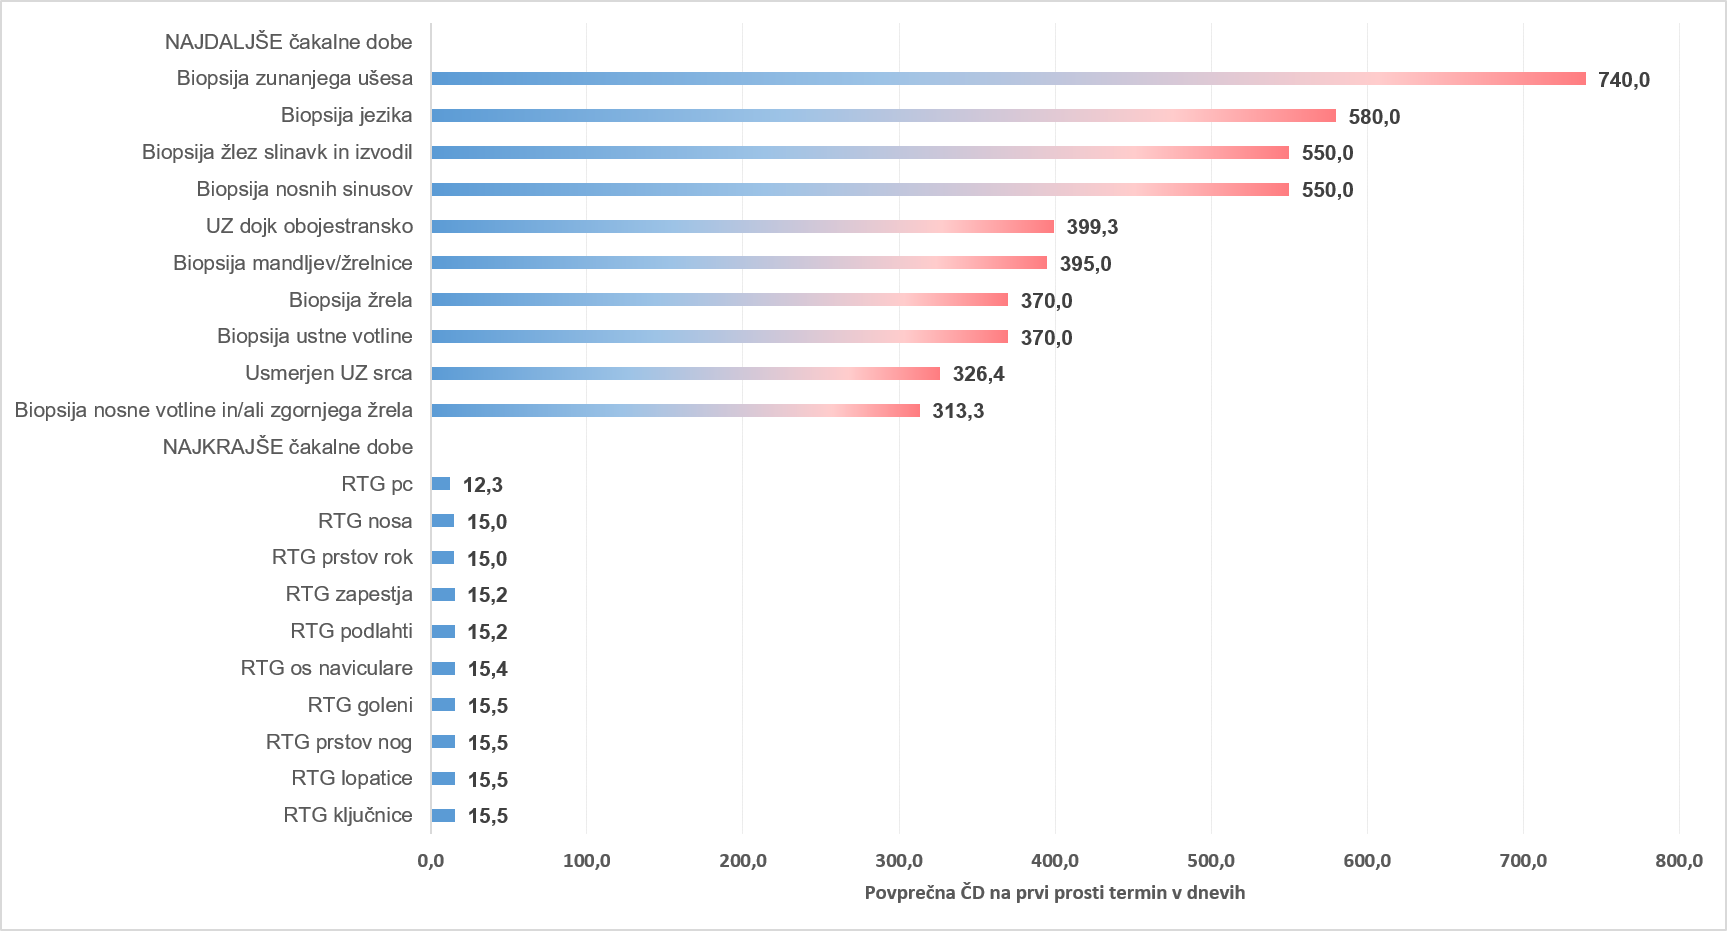 NAJDALJŠE čakalne dobe
Biopsija zunanjega ušesa 740,0
Biopsija jezika 580,0
Biopsija žlez slinavk in izvodil 550,0
Biopsija nosnih sinusov 550,0
UZ dojk obojestransko 399,3
Biopsija mandljev/žrelnice 395,0
Biopsija žrela 370,0
Biopsija ustne votline 370,0
Usmerjen UZ srca 326,4
Biopsija nosne votline in/ali zgornjega žrela 313,3
NAJKRAJŠE čakalne dobe
RTG pc 12,3
RTG nosa 15,0
RTG prstov rok 15,0
RTG zapestja 15,2
RTG podlahti 15,2
RTG os naviculare 15,4
RTG goleni 15,5
RTG prstov nog 15,5
RTG lopatice 15,5
RTG ključnice 15,5
0,0 100,0 200,0 300,0 400,0 500,0 600,0 700,0 800,0
Povprečna ČD na prvi prosti termin v dnevih